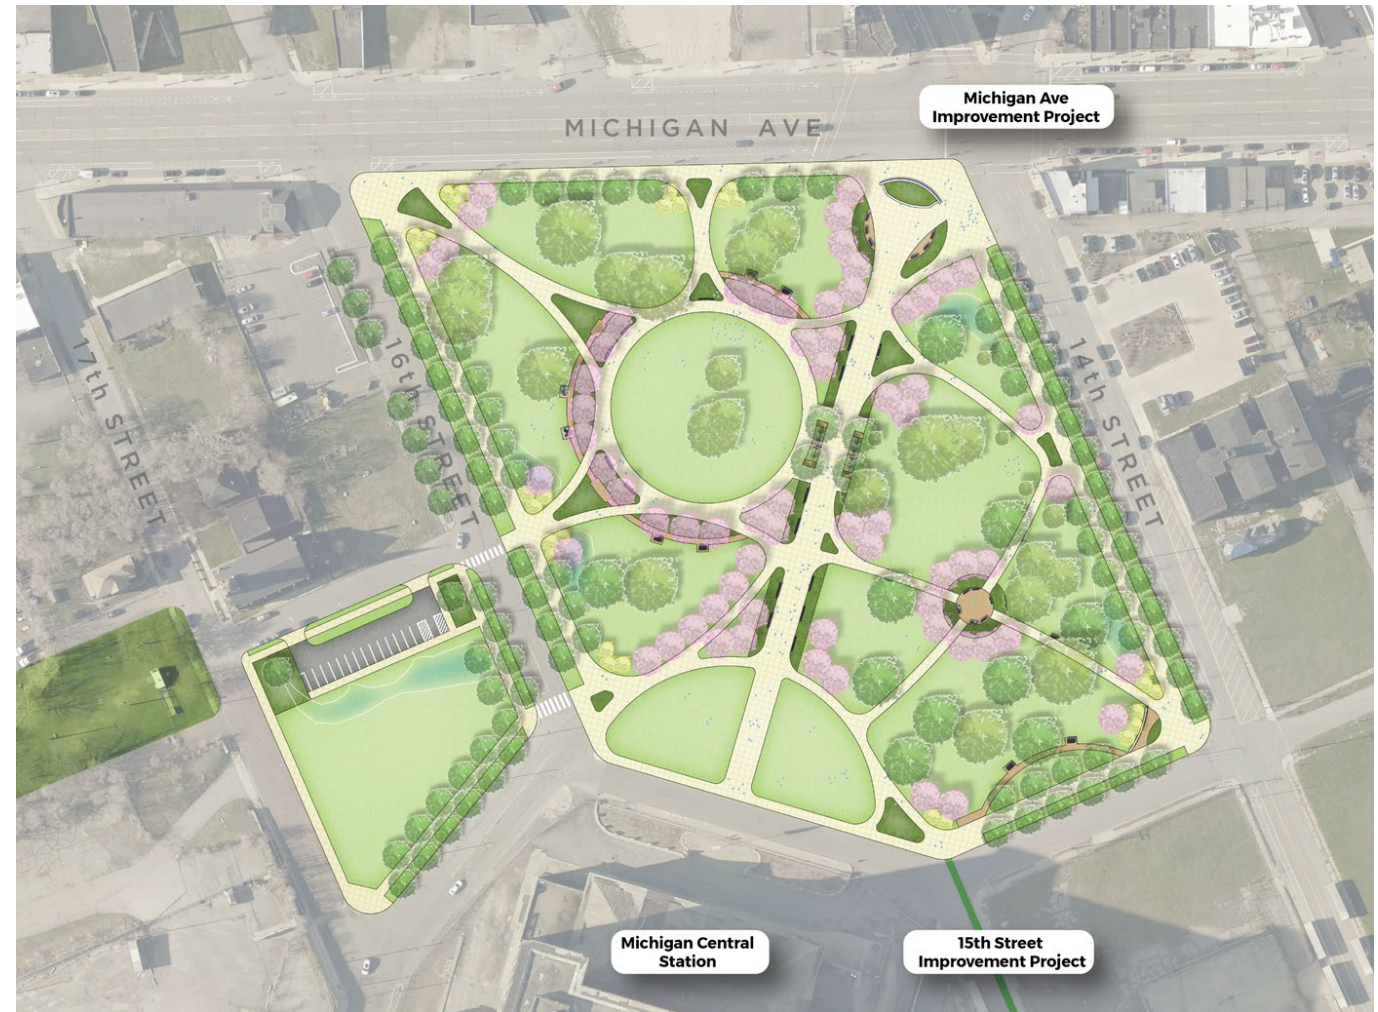 Michigan Ave
Improvement Project
MICHIGAN AVE
17th STREET
16th STREET
14th STREET
Michigan Central
Station
15th Street
Improvement Project